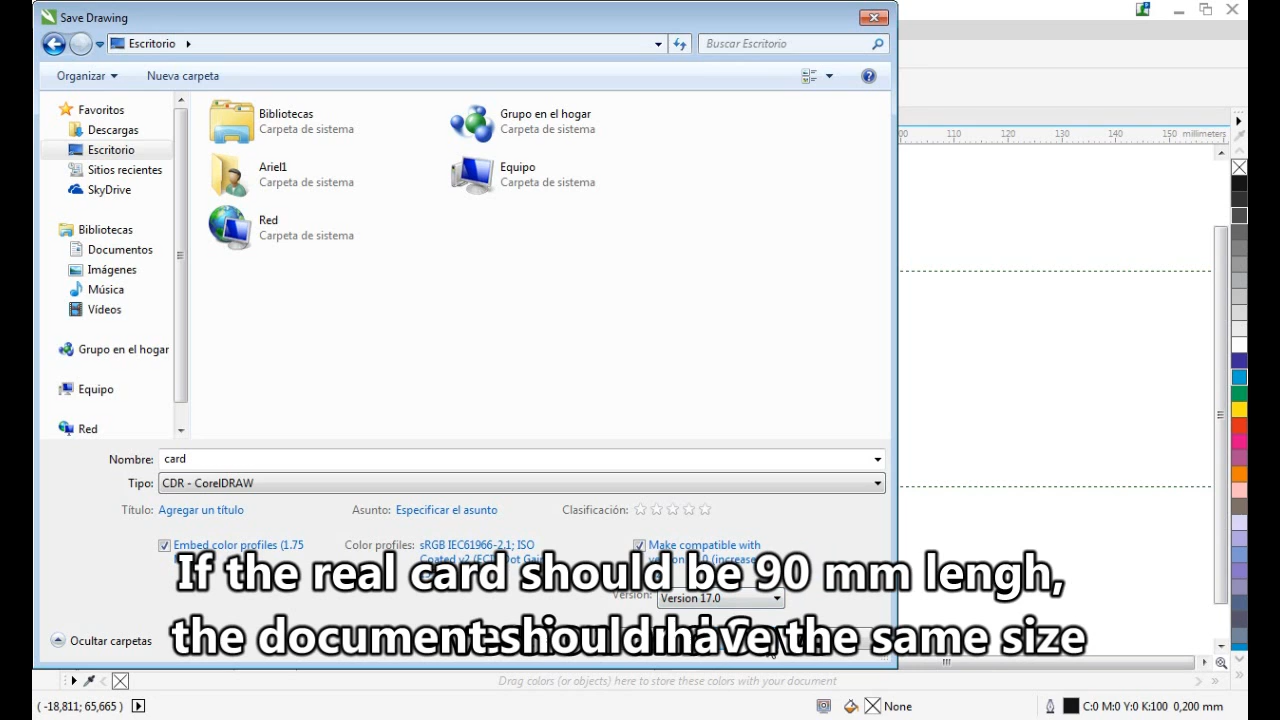 Save Drawing
Escritorio
Buscar Escritorio
Organizar
Nueva carpeta
Favoritos
Descargas
Escritorio
Sitios recientes
SkyDrive
Bibliotecas
Documentos
Imágenes
Música
Vídeos
Grupo en el hogar
Equipo
Red
Bibliotecas
Carpeta de sistema
Grupo en el hogar
Carpeta de sistema
Ariel1
Carpeta de sistema
Equipo
Carpeta de sistema
Red
Carpeta de sistema
110 120 130 140 150 millimeters
Nombre: card
Tipo: CDR - CorelDRAW
Título: Agregar un título
Asunto: Especificar el asunto
Clasificación:
Embed color profiles (1.75
Color profiles: sRGB IEC61966-2.1; ISO
Coated v2 (ECI); Dot Gain
Make compatible with
Version: Version 17.0
Ocultar carpetas
If the real card should be 90 mm lengh,
the document should have the same size
Drag colors (or objects) here to store these colors with your document
( -18,811; 65,665 )
None
C:0 M:0 Y:0 K:100 0,200 mm